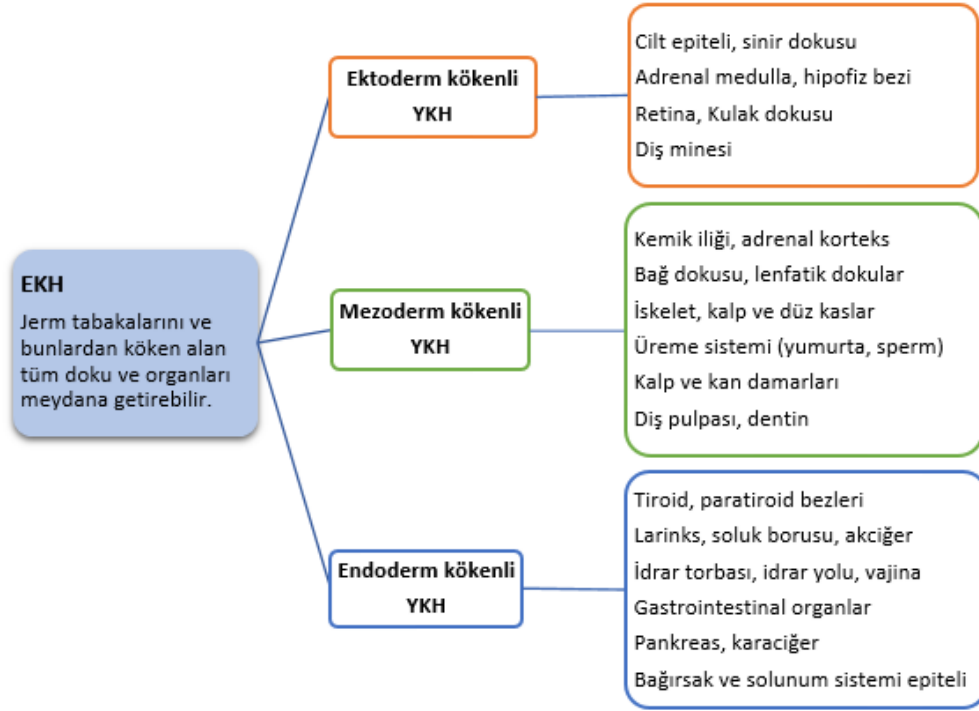 EKH
Jerm tabakalarını ve
bunlardan köken alan
tüm doku ve organları
meydana getirebilir.
Ektoderm kökenli
YKH
Cilt epiteli, sinir dokusu
Adrenal medulla, hipofiz bezi
Retina, Kulak dokusu
Diş minesi
Mezoderm kökenli
YKH
Kemik iliği, adrenal korteks
Bağ dokusu, lenfatik dokular
İskelet, kalp ve düz kaslar
Üreme sistemi (yumurta, sperm)
Kalp ve kan damarları
Diş pulpası, dentin
Endoderm kökenli
YKH
Tiroid, paratiroid bezleri
Larinks, soluk borusu, akciğer
İdrar torbası, idrar yolu, vajina
Gastrointestinal organlar
Pankreas, karaciğer
Bağırsak ve solunum sistemi epiteli